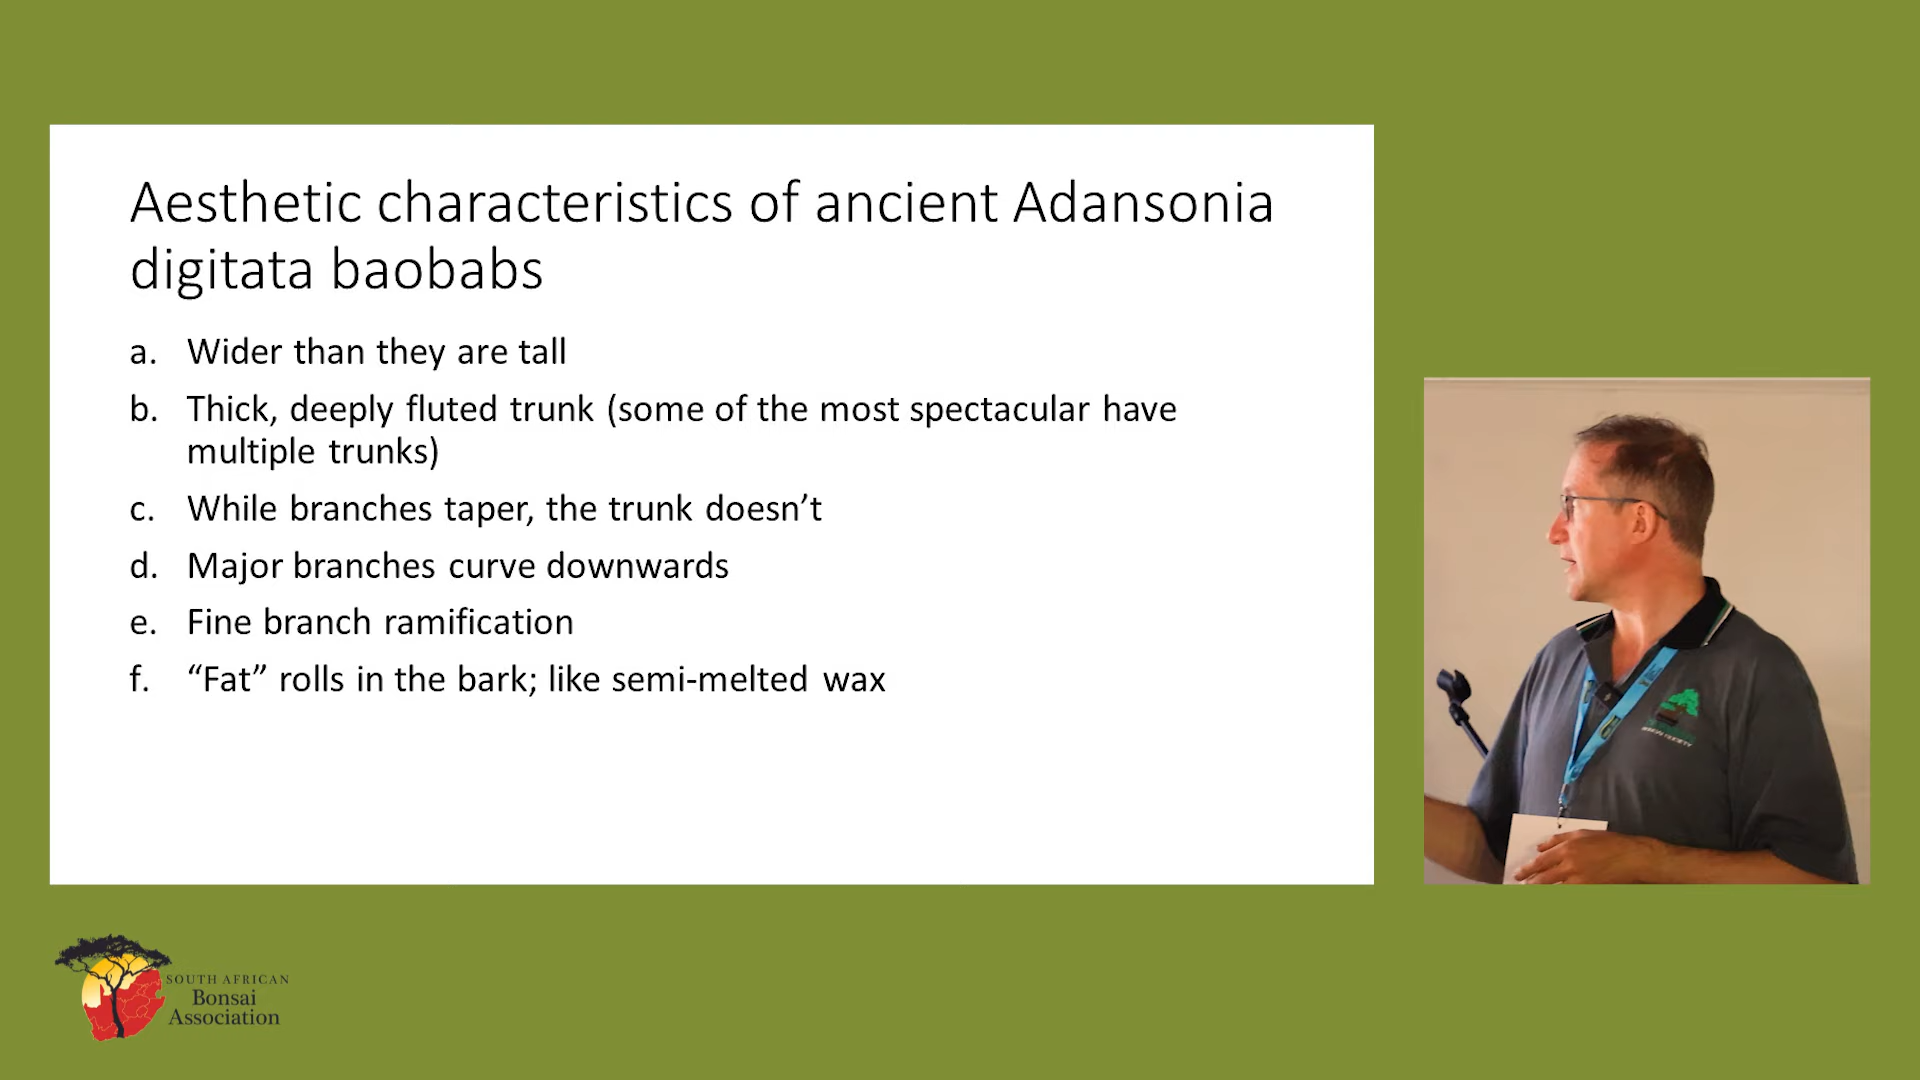 Aesthetic characteristics of ancient Adansonia
digitata baobabs
a. Wider than they are tall
b. Thick, deeply fluted trunk (some of the most spectacular have
multiple trunks)
c. While branches taper, the trunk doesn’t
d. Major branches curve downwards
e. Fine branch ramification
f. “Fat” rolls in the bark; like semi-melted wax
SOUTH AFRICAN
Bonsai
Association